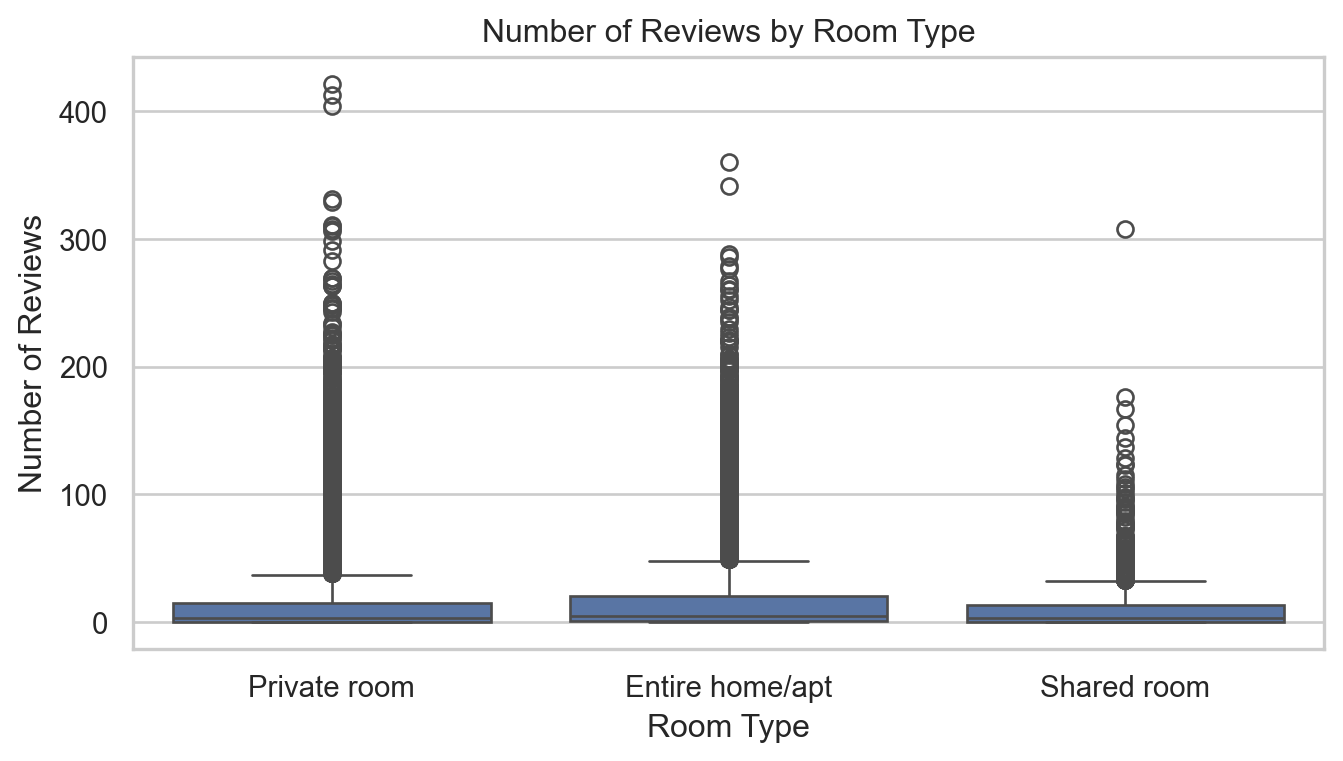 Number of Reviews by Room Type
Number of Reviews
400
300
200
100
0
Private room
Entire home/apt
Shared room
Room Type